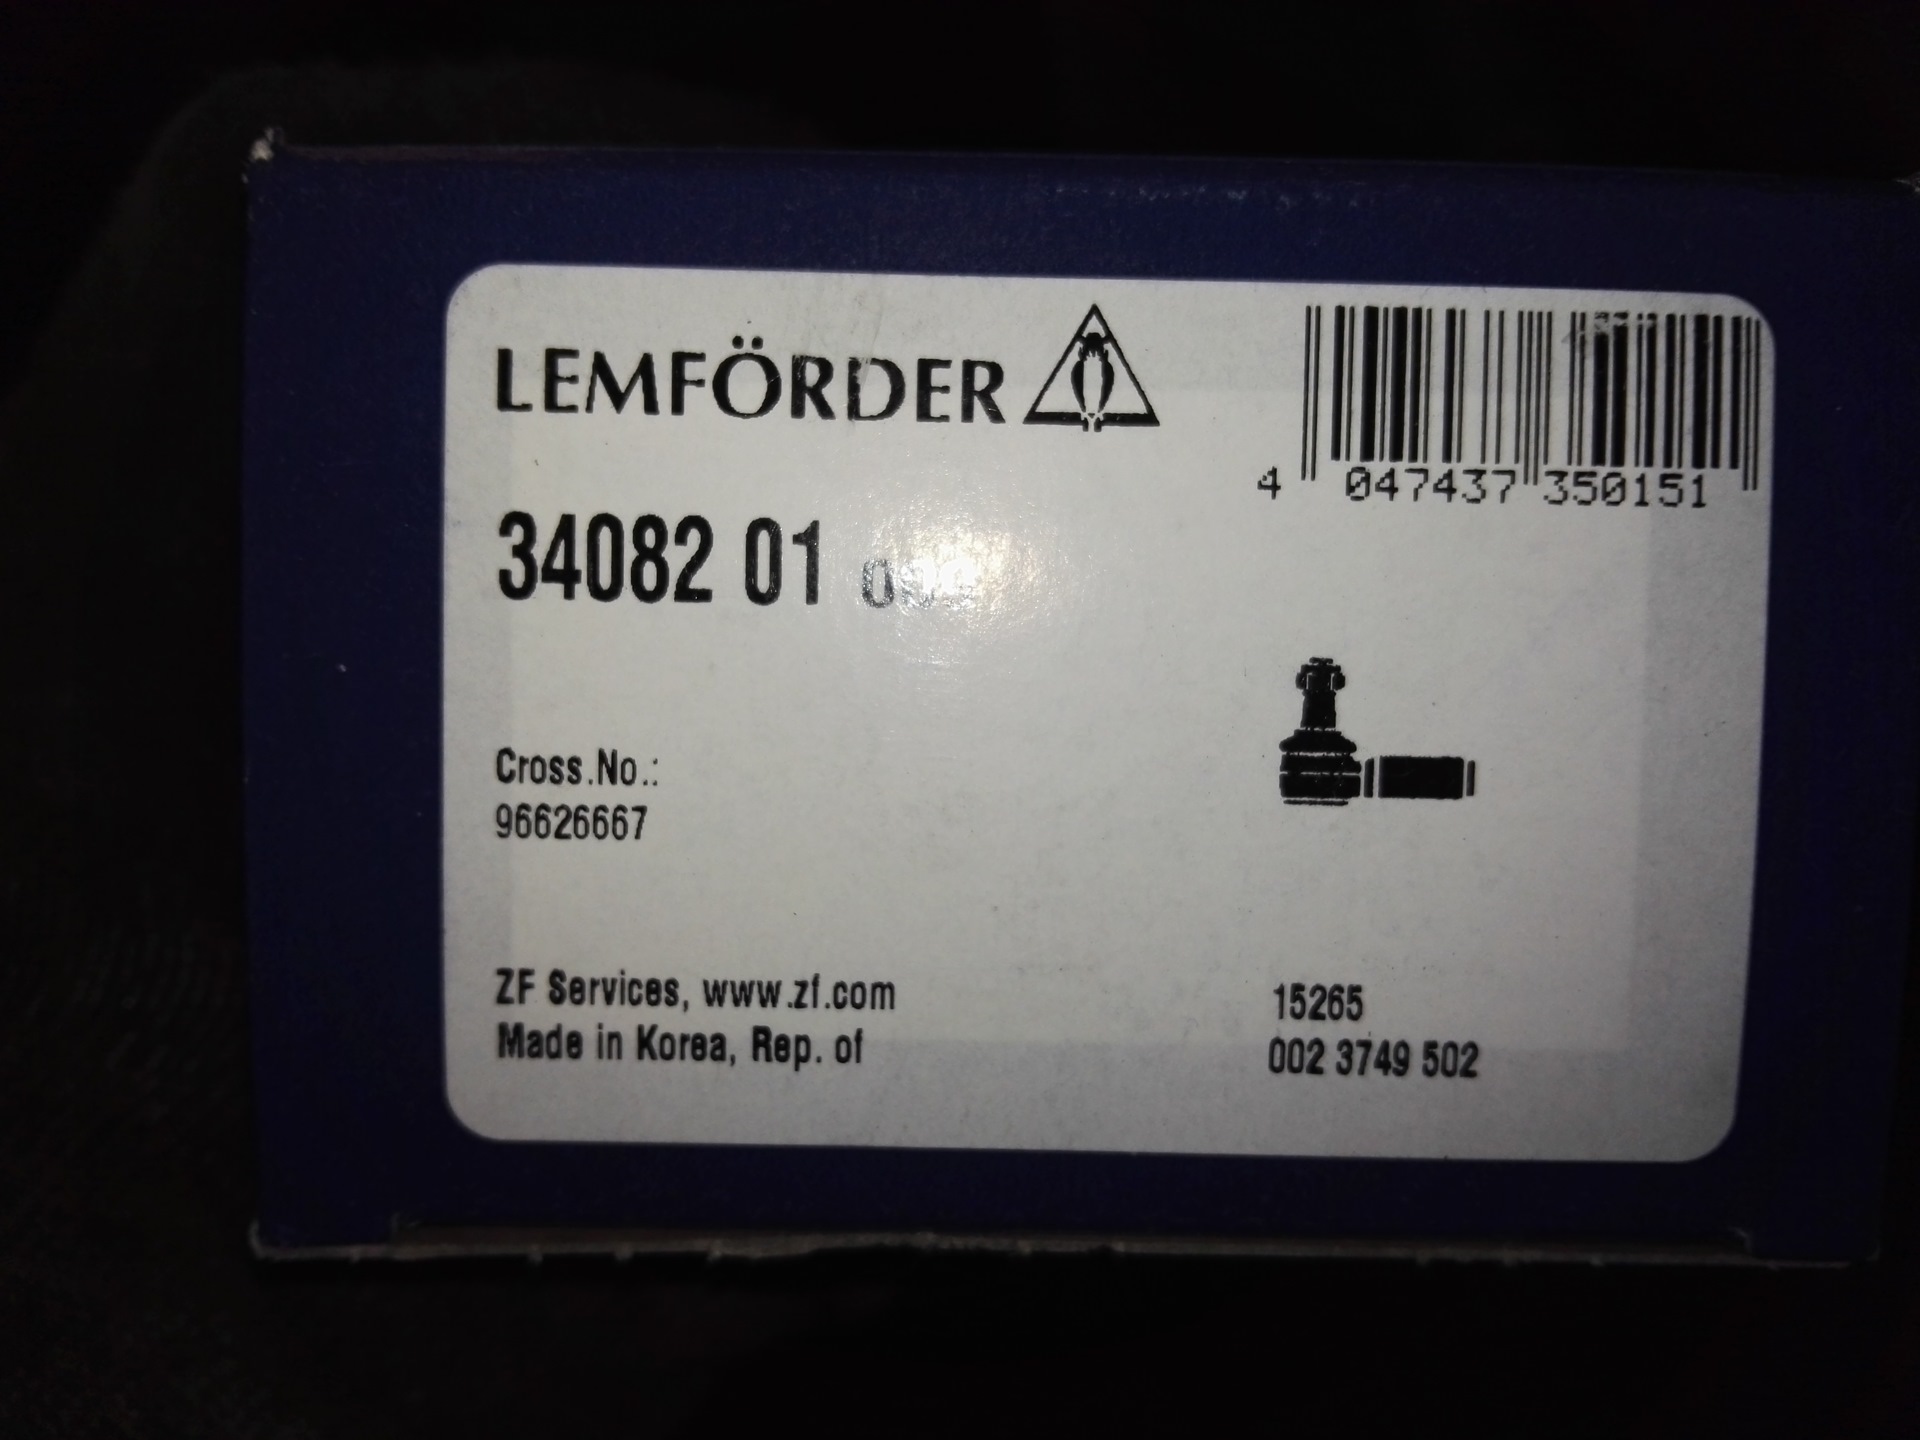 LEMFÖRDER
4 047437 350151
34082 01
Cross.No.:
96626667
ZF Services, www.zf.com
Made in Korea, Rep. of
15265
002 3749 502